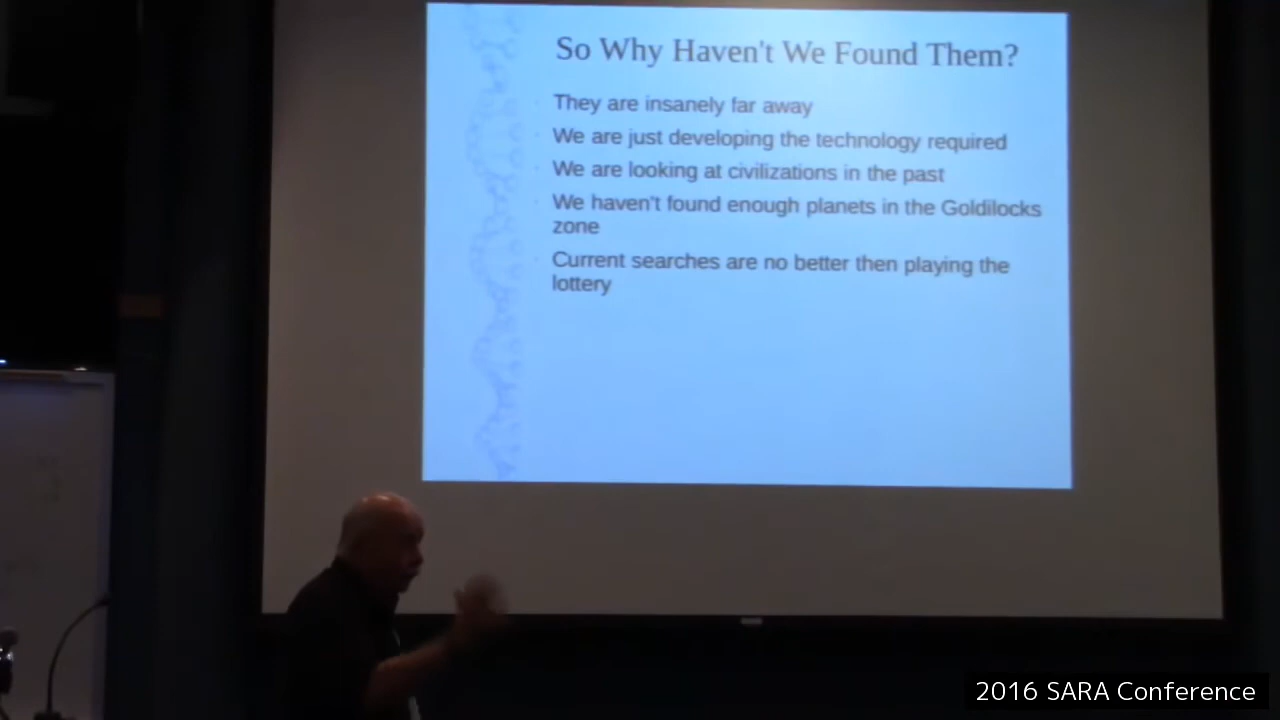 So Why Haven't We Found Them?
They are insanely far away
We are just developing the technology required
We are looking at civilizations in the past
We haven't found enough planets in the Goldilocks
zone
Current searches are no better then playing the
lottery
2016 SARA Conference